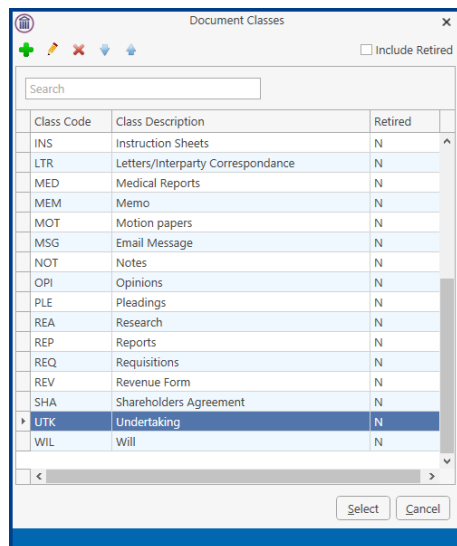 Document Classes
Include Retired
Search
Class Code Class Description Retired
INS Instruction Sheets N
LTR Letters/Interparty Correspondance N
MED Medical Reports N
MEM Memo N
MOT Motion papers N
MSG Email Message N
NOT Notes N
OPI Opinions N
PLE Pleadings N
REA Research N
REP Reports N
REQ Requisitions N
REV Revenue Form N
SHA Shareholders Agreement N
UTK Undertaking N
WIL Will N
Select Cancel